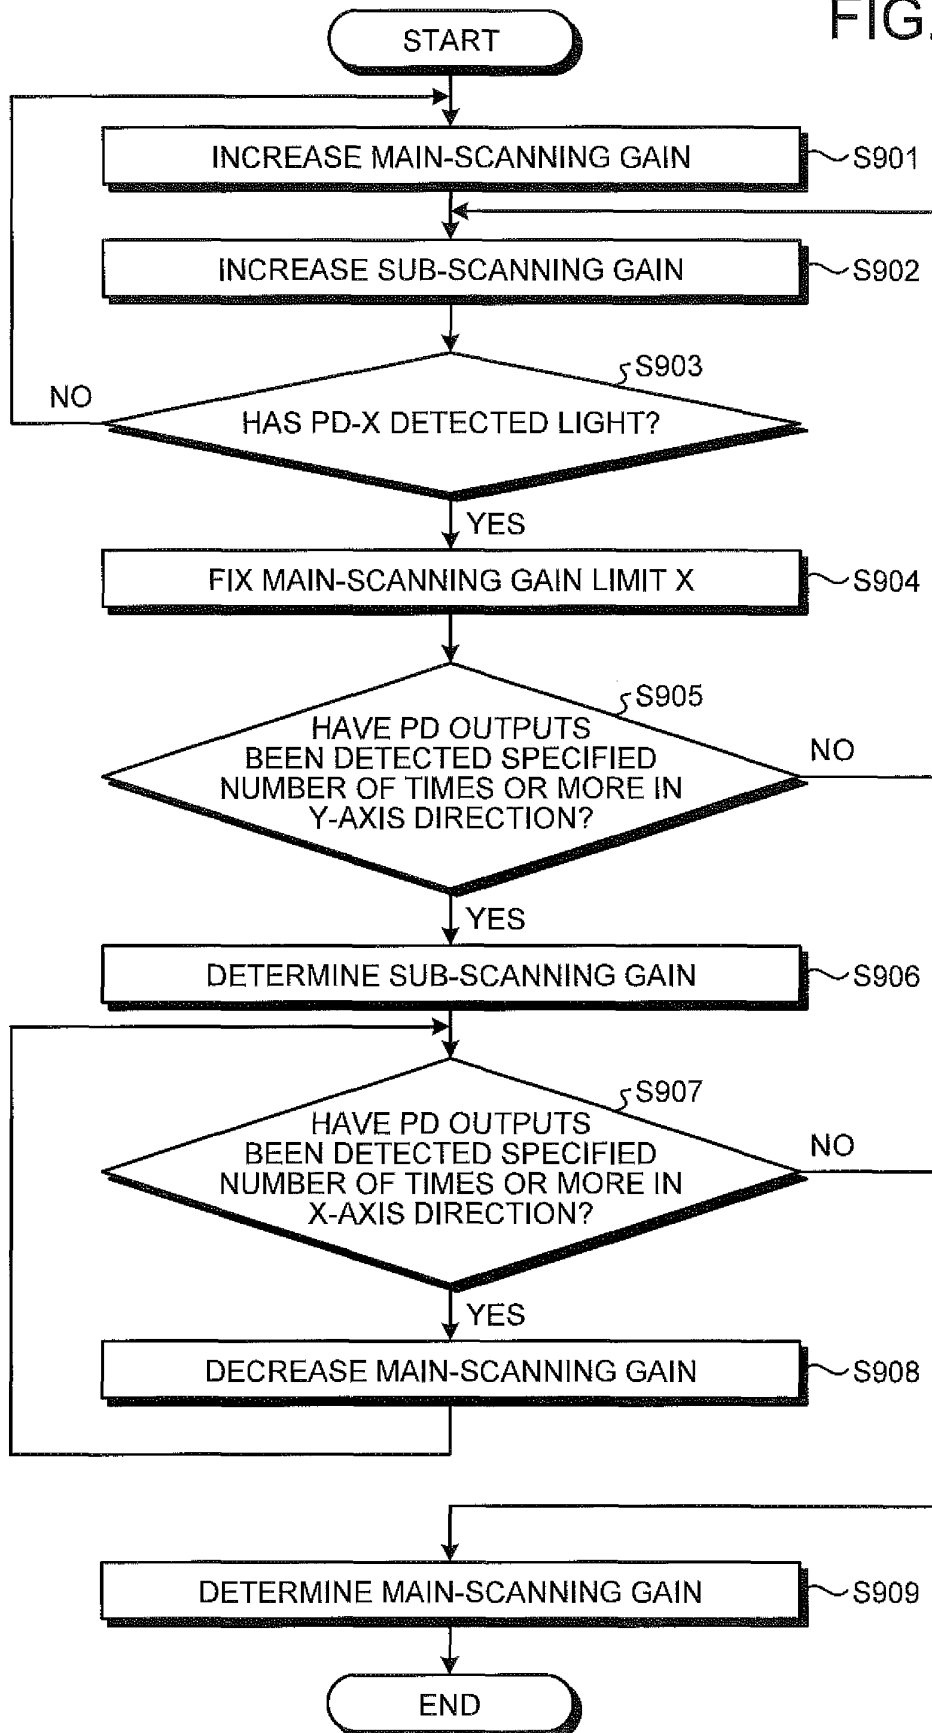 FIG.
START
INCREASE MAIN-SCANNING GAIN
S901
INCREASE SUB-SCANNING GAIN
S902
S903
NO
HAS PD-X DETECTED LIGHT?
YES
FIX MAIN-SCANNING GAIN LIMIT X
S904
S905
HAVE PD OUTPUTS
BEEN DETECTED SPECIFIED
NUMBER OF TIMES OR MORE IN
Y-AXIS DIRECTION?
NO
YES
DETERMINE SUB-SCANNING GAIN
S906
S907
HAVE PD OUTPUTS
BEEN DETECTED SPECIFIED
NUMBER OF TIMES OR MORE IN
X-AXIS DIRECTION?
NO
YES
DECREASE MAIN-SCANNING GAIN
S908
DETERMINE MAIN-SCANNING GAIN
S909
END